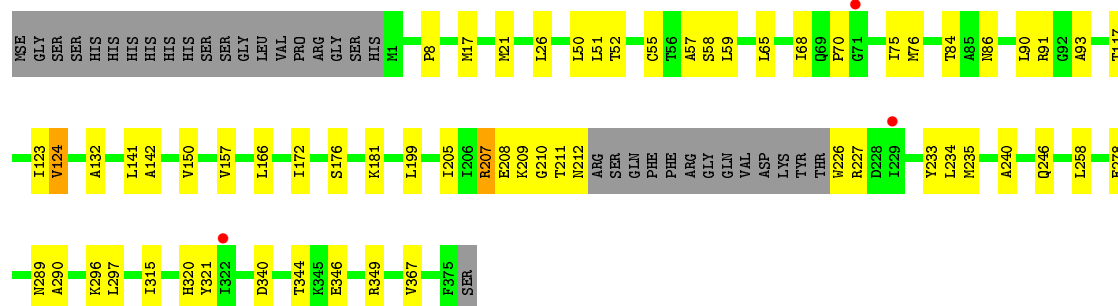 MSE GLY SER SER HIS HIS HIS HIS HIS HIS SER SER GLY LEU VAL PRO ARG GLY SER HIS M1 P8 M17 M21 L26 L50 L51 T52 C55 T56 A57 S58 L59 L65 I68 Q69 P70 G71 I75 M76 T84 A85 N86 L90 R91 G92 A93 T117
I123 V124 A132 L141 A142 V150 V157 L166 I172 S176 K181 L199 I205 I206 R207 E208 K209 G210 T211 N212 ARG SER GLN PHE PHE ARG GLY GLN VAL ASP LYS TYR THR W226 R227 D228 I229 Y233 L234 M235 A240 Q246 L258
N289 A290 K296 L297 I315 H320 Y321 I322 D340 T344 K345 E346 R349 V367 F375 SER